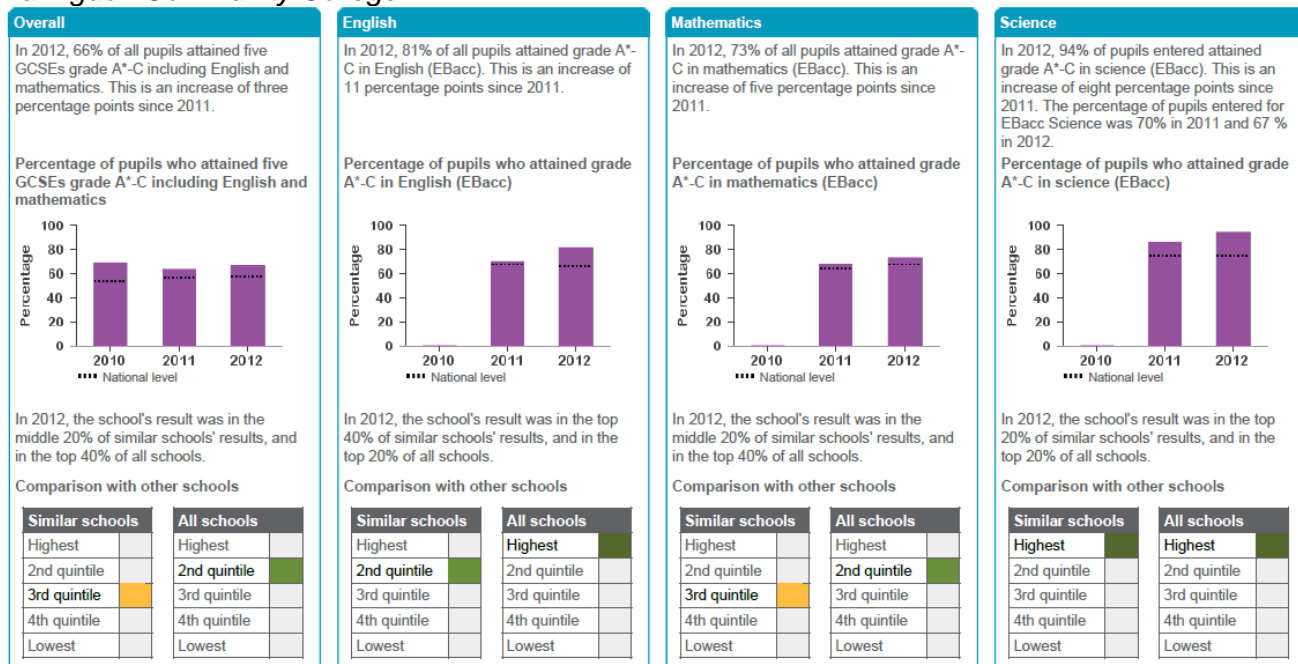 Overall
In 2012, 66% of all pupils attained five
GCSEs grade A*-C including English and
mathematics. This is an increase of three
percentage points since 2011.
Percentage of pupils who attained five
GCSEs grade A*-C including English and
mathematics
Percentage
100
80
60
40
20
0
2010 2011 2012
National level
In 2012, the school's result was in the
middle 20% of similar schools' results, and
in the top 40% of all schools.
Comparison with other schools
Similar schools All schools
Highest Highest
2nd quintile 2nd quintile
3rd quintile 3rd quintile
4th quintile 4th quintile
Lowest Lowest
English
In 2012, 81% of all pupils attained grade A*-
C in English (EBacc). This is an increase of
11 percentage points since 2011.
Percentage of pupils who attained grade
A*-C in English (EBacc)
Percentage
100
80
60
40
20
0
2010 2011 2012
National level
In 2012, the school's result was in the top
40% of similar schools' results, and in the
top 20% of all schools.
Comparison with other schools
Similar schools All schools
Highest Highest
2nd quintile 2nd quintile
3rd quintile 3rd quintile
4th quintile 4th quintile
Lowest Lowest
Mathematics
In 2012, 73% of all pupils attained grade A*-
C in mathematics (EBacc). This is an
increase of five percentage points since
2011.
Percentage of pupils who attained grade
A*-C in mathematics (EBacc)
Percentage
100
80
60
40
20
0
2010 2011 2012
National level
In 2012, the school's result was in the
middle 20% of similar schools' results, and
in the top 40% of all schools.
Comparison with other schools
Similar schools All schools
Highest Highest
2nd quintile 2nd quintile
3rd quintile 3rd quintile
4th quintile 4th quintile
Lowest Lowest
Science
In 2012, 94% of pupils entered attained
grade A*-C in science (EBacc). This is an
increase of eight percentage points since
2011. The percentage of pupils entered for
EBacc Science was 70% in 2011 and 67 %
in 2012.
Percentage of pupils who attained grade
A*-C in science (EBacc)
Percentage
100
80
60
40
20
0
2010 2011 2012
National level
In 2012, the school's result was in the top
20% of similar schools' results, and in the
top 20% of all schools.
Comparison with other schools
Similar schools All schools
Highest Highest
2nd quintile 2nd quintile
3rd quintile 3rd quintile
4th quintile 4th quintile
Lowest Lowest